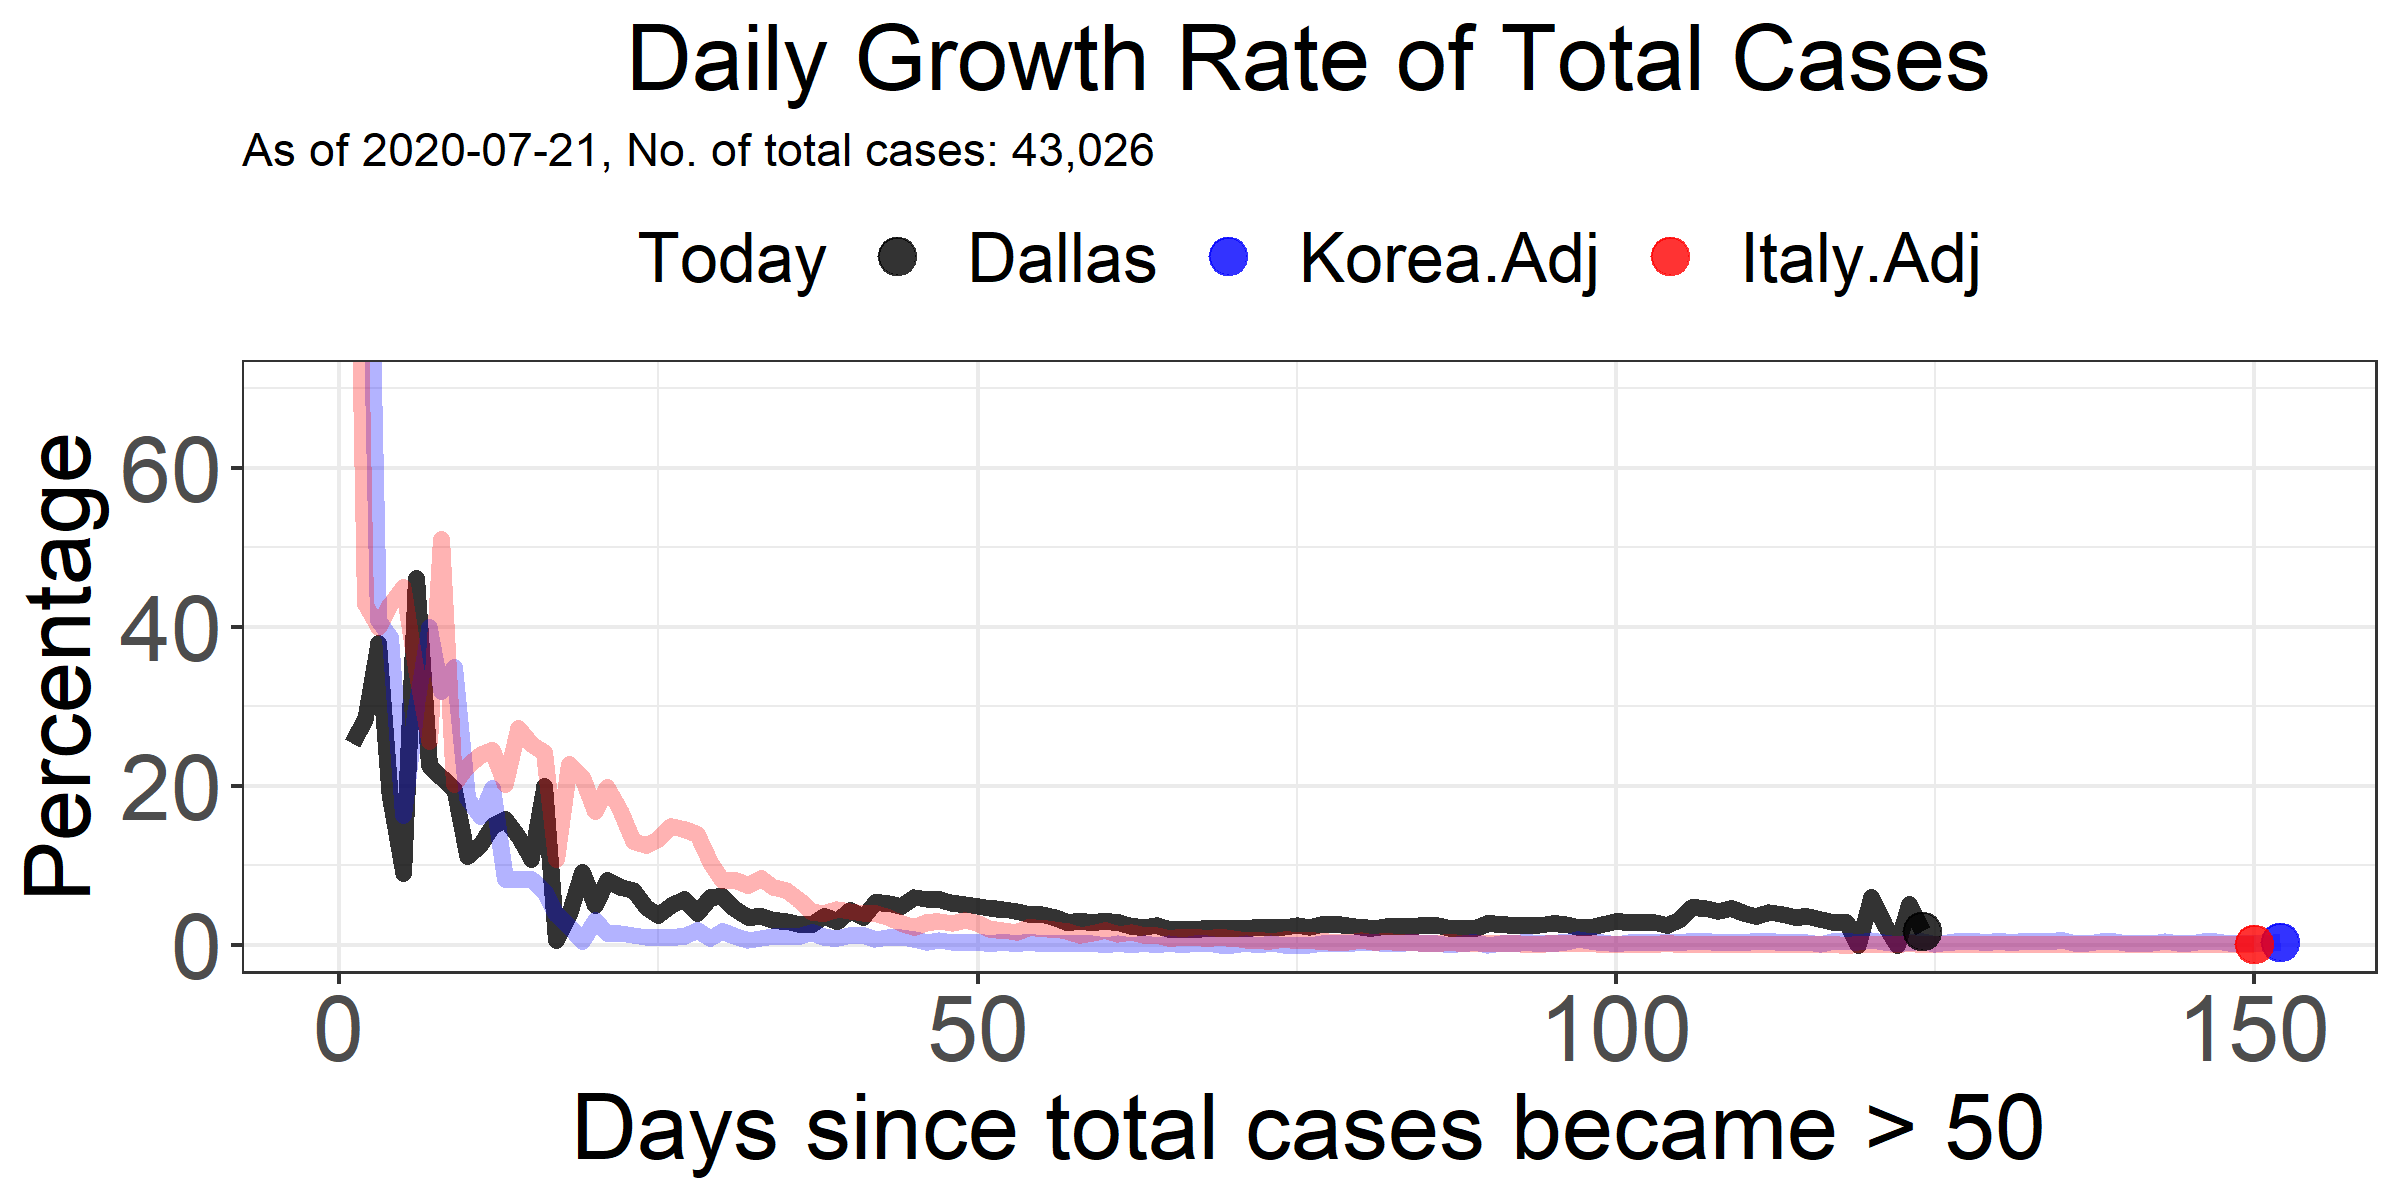 Daily Growth Rate of Total Cases
As of 2020-07-21, No. of total cases: 43,026
Today Dallas Korea.Adj Italy.Adj
Percentage
60
40
20
0
0 50 100 150
Days since total cases became > 50